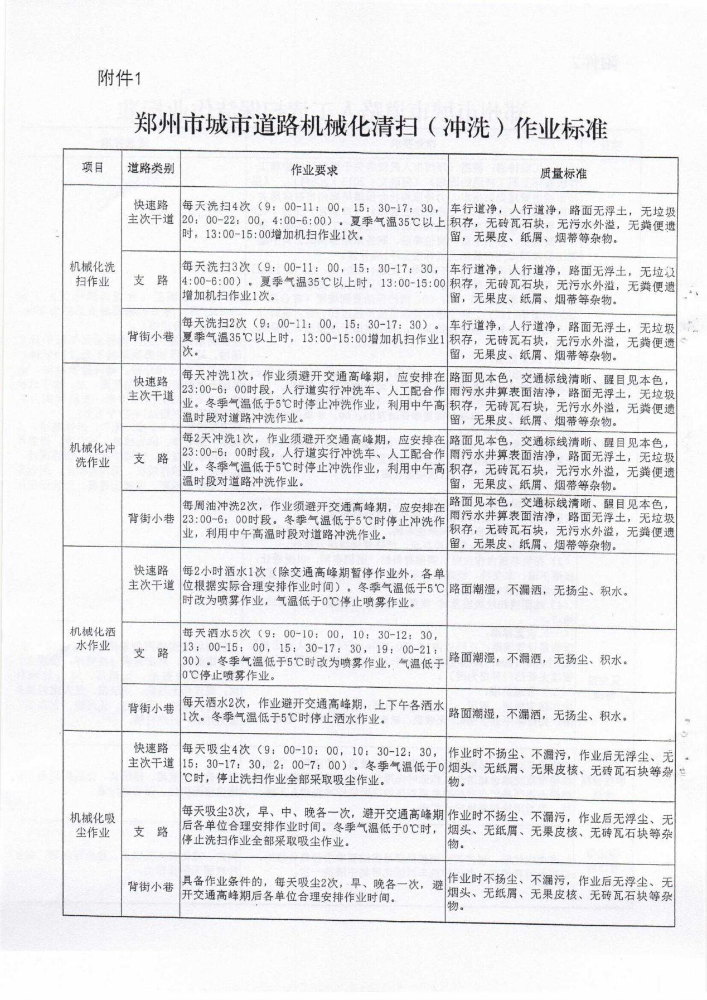 附件1
郑州市城市道路机械化清扫（冲洗）作业标准
项目 道路类别 作业要求 质量标准
机械化洗
扫作业
快速路
主次干道
每天洗扫4次（9：00-11：00，15：30-17：30，
20：00-22：00，4:00-6:00）。夏季气温35℃以上
时，13:00-15:00增加机扫作业1次。
车行道净，人行道净，路面无浮土，无垃圾
积存，无砖瓦石块，无污水外溢，无粪便遗
留，无果皮、纸屑、烟蒂等杂物。
支 路
每天洗扫3次（9：00-11：00，15：30-17：30，
4:00-6:00）。夏季气温35℃以上时，13:00-15:00
增加机扫作业1次。
车行道净，人行道净，路面无浮土，无垃圾
积存，无砖瓦石块，无污水外溢，无粪便遗
留，无果皮、纸屑、烟蒂等杂物。
背街小巷
每天洗扫2次（9：00-11：00，15：30-17：30）。
夏季气温35℃以上时，13:00-15:00增加机扫作业1
次。
车行道净，人行道净，路面无浮土，无垃圾
积存，无砖瓦石块，无污水外溢，无粪便遗
留，无果皮、纸屑、烟蒂等杂物。
机械化冲
洗作业
快速路
主次干道
每天冲洗1次，作业须避开交通高峰期，应安排在
23:00-6：00时段，人行道实行冲洗车、人工配合作
业。冬季气温低于5℃时停止冲洗作业，利用中午高
温时段对道路冲洗作业。
路面见本色，交通标线清晰、醒目见本色，
雨污水井箅表面洁净，路面无浮土，无垃圾
积存，无砖瓦石块，无污水外溢，无粪便遗
留，无果皮、纸屑、烟蒂等杂物。
支 路
每2天冲洗1次，作业须避开交通高峰期，应安排在
23:00-6：00时段，人行道实行冲洗车、人工配合作
业。冬季气温低于5℃时停止冲洗作业，利用中午高
温时段对道路冲洗作业。
路面见本色，交通标线清晰、醒目见本色，
雨污水井箅表面洁净，路面无浮土，无垃圾
积存，无砖瓦石块，无污水外溢，无粪便遗
留，无果皮、纸屑、烟蒂等杂物。
背街小巷
每周油冲洗2次，作业须避开交通高峰期，应安排在
23:00-6：00时段。冬季气温低于5℃时停止冲洗作
业，利用中午高温时段对道路冲洗作业。
路面见本色，交通标线清晰、醒目见本色，
雨污水井箅表面洁净，路面无浮土，无垃圾
积存，无砖瓦石块，无污水外溢，无粪便遗
留，无果皮、纸屑、烟蒂等杂物。
机械化洒
水作业
快速路
主次干道
每2小时洒水1次（除交通高峰期暂停作业外，各单
位根据实际合理安排作业时间）。冬季气温低于5℃
时改为喷雾作业，气温低于0℃停止喷雾作业。
路面潮湿，不漏洒，无扬尘、积水。
支 路
每天洒水5次（9：00-10：00，10：30-12：30，
13：00-15：00，15：30-17：30，19：00-21：
30）。冬季气温低于5℃时改为喷雾作业，气温低于
0℃停止喷雾作业。
路面潮湿，不漏洒，无扬尘、积水。
背街小巷
每天洒水2次，作业避开交通高峰期，上下午各洒水
1次。冬季气温低于5℃时停止洒水作业。
路面潮湿，不漏洒，无扬尘、积水。
机械化吸
尘作业
快速路
主次干道
每天吸尘4次（9：00-10：00，10：30-12：30，
15：30-17：30，2：00-7：00）。冬季气温低于0
℃时，停止洗扫作业全部采取吸尘作业。
作业时不扬尘、不漏污，作业后无浮尘、无
烟头、无纸屑、无果皮核、无砖瓦石块等杂
物。
支 路
每天吸尘3次，早、中、晚各一次，避开交通高峰期
后各单位合理安排作业时间。冬季气温低于0℃时，
停止洗扫作业全部采取吸尘作业。
作业时不扬尘、不漏污，作业后无浮尘、无
烟头、无纸屑、无果皮核、无砖瓦石块等杂
物。
背街小巷
具备作业条件的，每天吸尘2次，早、晚各一次，避
开交通高峰期后各单位合理安排作业时间。
作业时不扬尘、不漏污，作业后无浮尘、无
烟头、无纸屑、无果皮核、无砖瓦石块等杂
物。